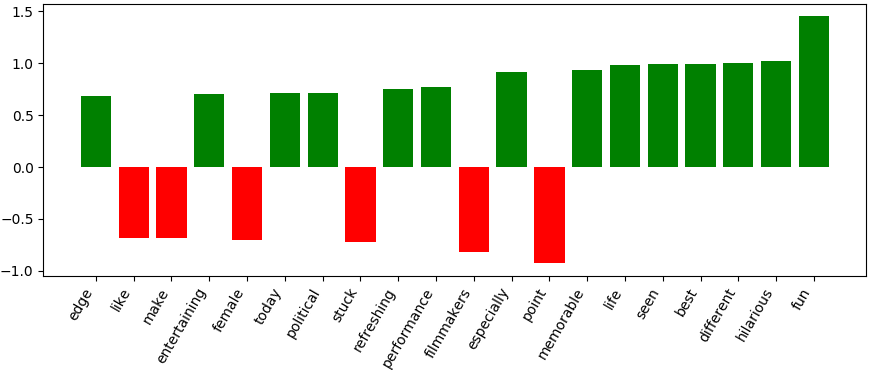 1.5
1.0
0.5
0.0
−0.5
−1.0
edge
like
make
entertaining
female
today
political
stuck
refreshing
performance
filmmakers
especially
point
memorable
life
seen
best
different
hilarious
fun